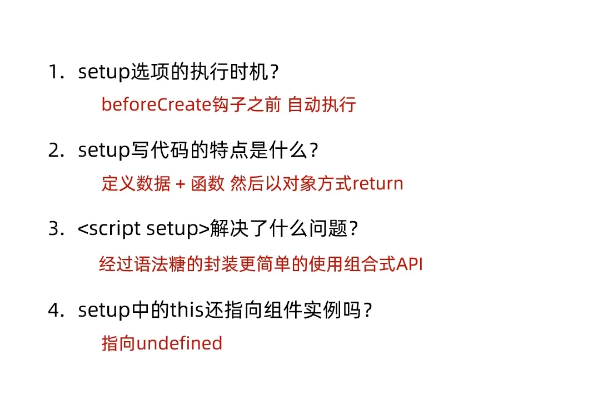 1. setup选项的执行时机？
beforeCreate钩子之前 自动执行
2. setup写代码的特点是什么？
定义数据 + 函数 然后以对象方式return
3. <script setup>解决了什么问题？
经过语法糖的封装更简单的使用组合式API
4. setup中的this还指向组件实例吗？
指向undefined